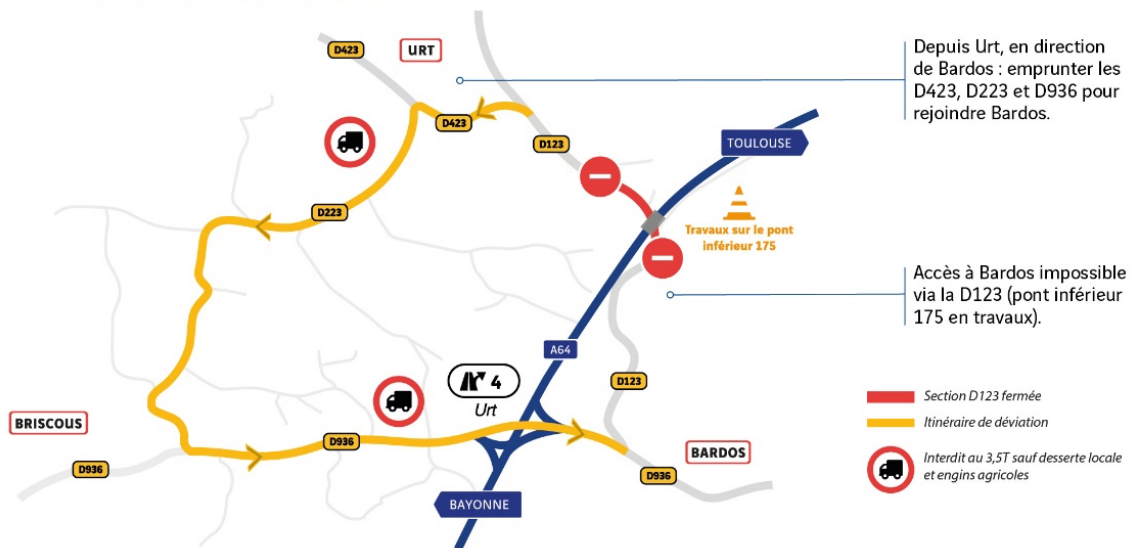 D423
URT
Depuis Urt, en direction
de Bardos : emprunter les
D423, D223 et D936 pour
rejoindre Bardos.
D423
D123
TOULOUSE
D223
Travaux sur le pont
inférieur 175
Accès à Bardos impossible
via la D123 (pont inférieur
175 en travaux).
A64
4
Urt
D123
Section D123 fermée
Itinéraire de déviation
BRISCOUS
D936
BARDOS
Interdit au 3,5T sauf desserte locale
et engins agricoles
D936
D936
BAYONNE